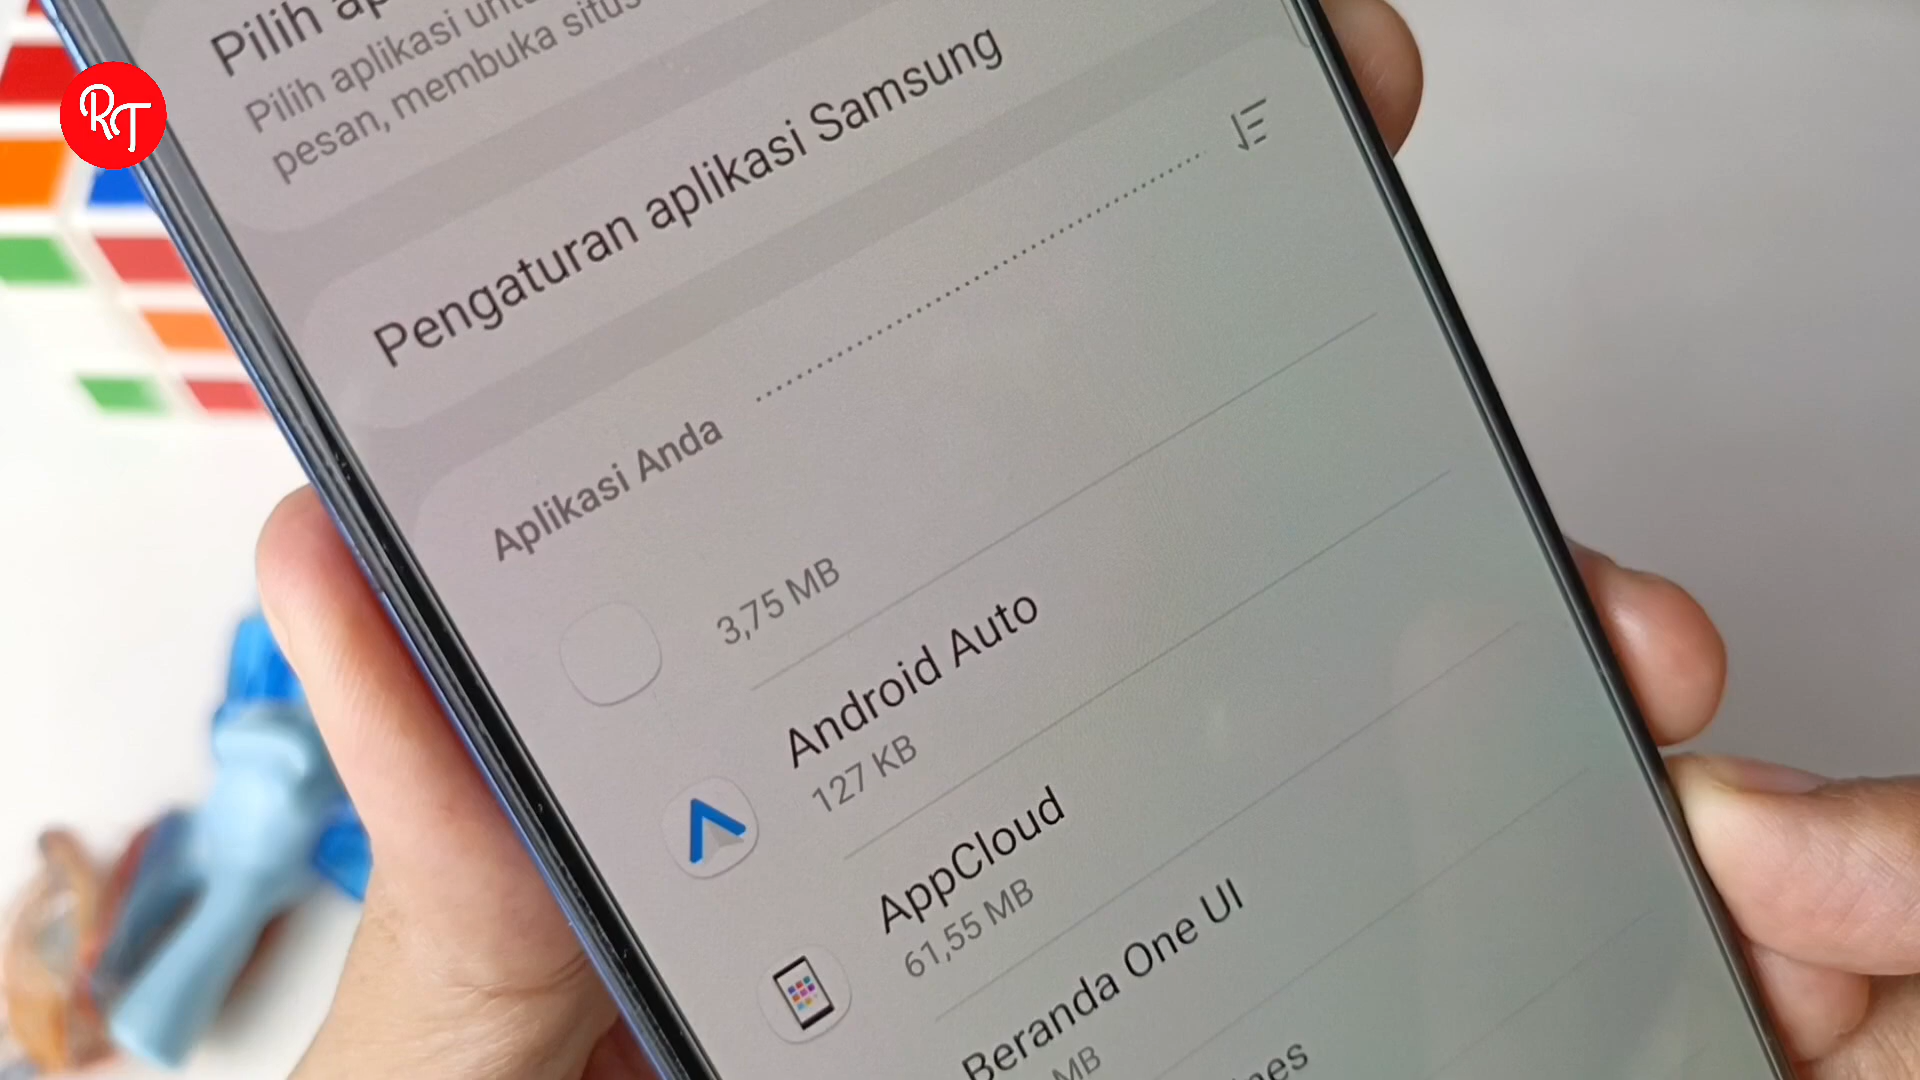 RT
Pilih
Pilih aplikasi
pesan, membuka situs
Pengaturan aplikasi Samsung
Aplikasi Anda
3,75 MB
Android Auto
127 KB
AppCloud
61,55 MB
Beranda One UI
MB